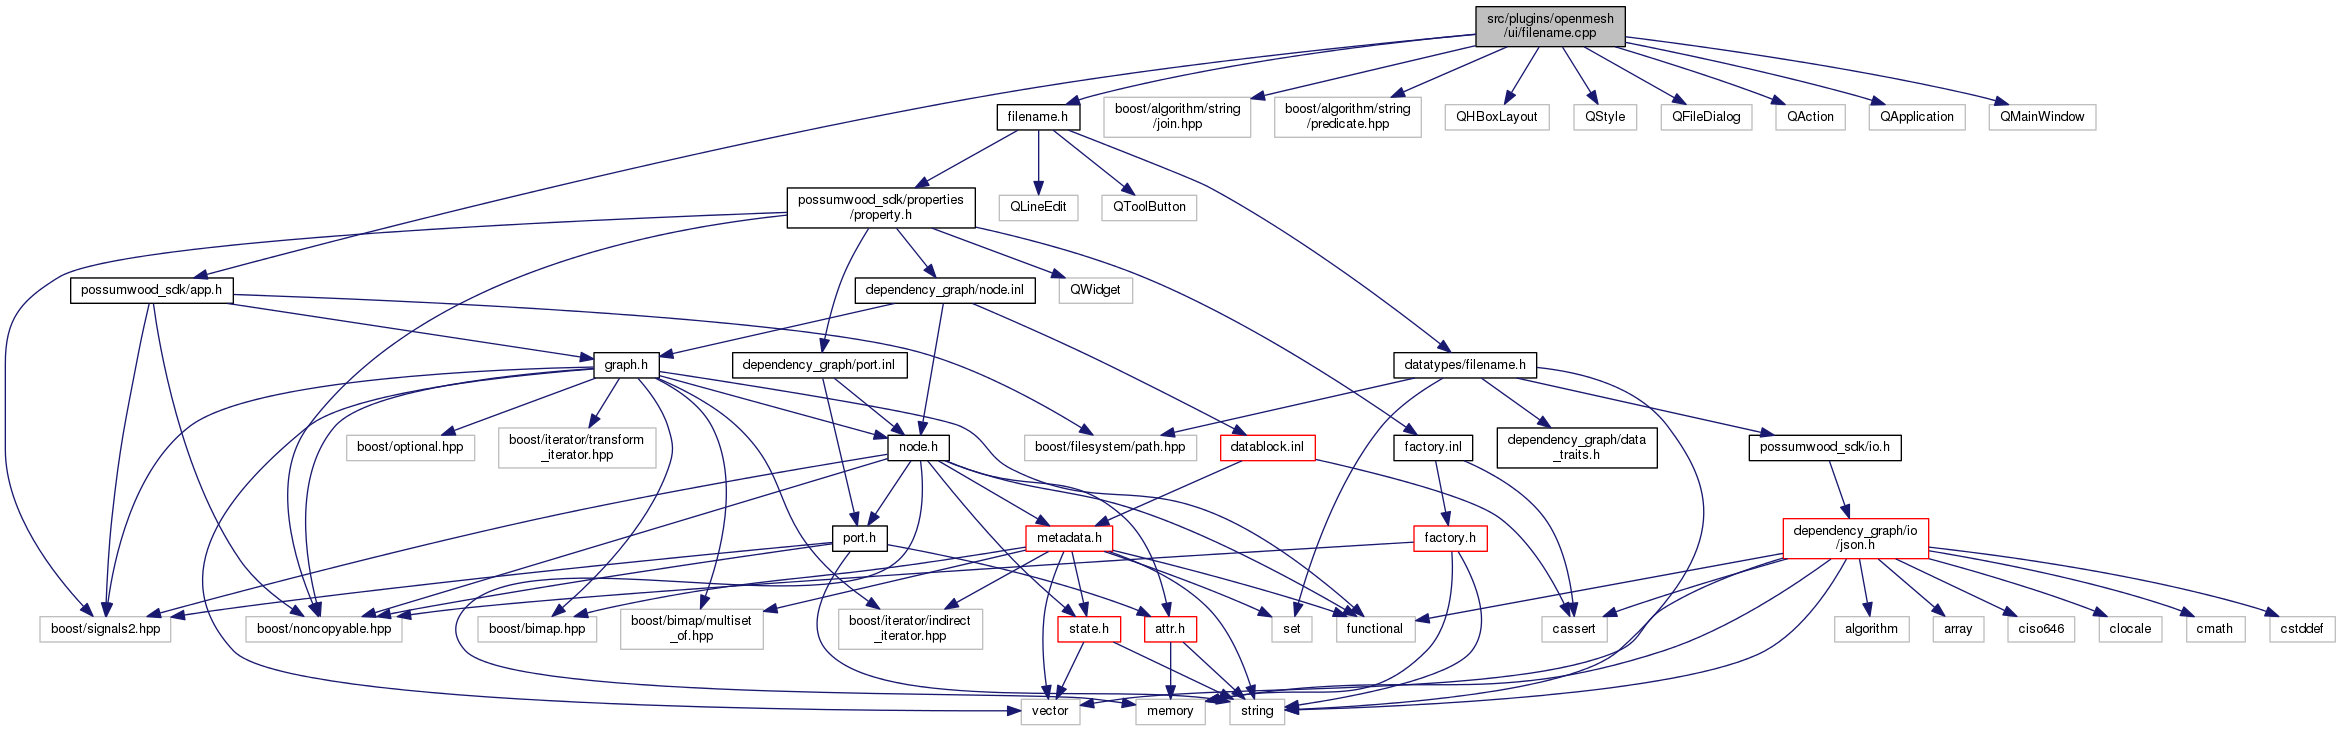 src/plugins/openmesh
/ui/filename.cpp
filename.h
boost/algorithm/string
/join.hpp
boost/algorithm/string
/predicate.hpp
QHBoxLayout
QStyle
QFileDialog
QAction
QApplication
QMainWindow
possumwood_sdk/properties
/property.h
QLineEdit
QToolButton
possumwood_sdk/app.h
dependency_graph/node.inl
QWidget
graph.h
dependency_graph/port.inl
datatypes/filename.h
boost/optional.hpp
boost/iterator/transform
_iterator.hpp
node.h
boost/filesystem/path.hpp
datablock.inl
factory.inl
dependency_graph/data
_traits.h
possumwood_sdk/io.h
port.h
metadata.h
factory.h
dependency_graph/io
/json.h
boost/signals2.hpp
boost/noncopyable.hpp
boost/bimap.hpp
boost/bimap/multiset
_of.hpp
boost/iterator/indirect
_iterator.hpp
state.h
attr.h
set
functional
cassert
algorithm
array
ciso646
clocale
cmath
cstddef
vector
memory
string